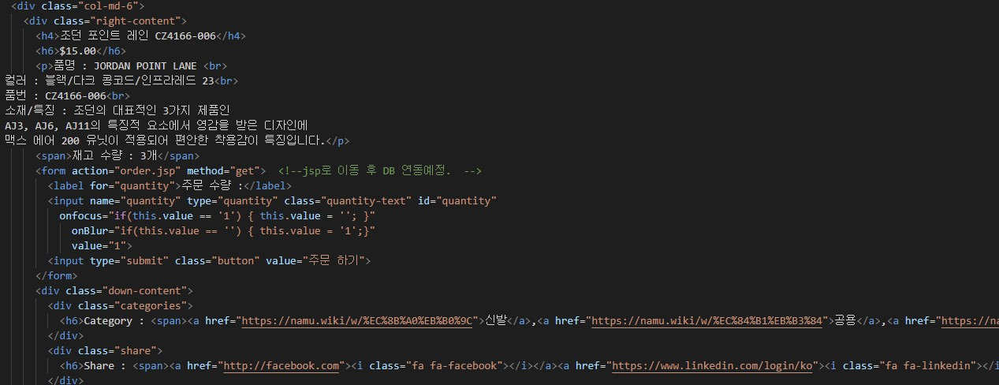 <div class="col-md-6">
<div class="right-content">
<h4>조던 포인트 레인 CZ4166-006</h4>
<h6>$15.00</h6>
<p>품명 : JORDAN POINT LANE <br>
컬러 : 블랙/다크 콩코드/인프라레드 23<br>
품번 : CZ4166-006<br>
소재/특징 : 조던의 대표적인 3가지 제품인
AJ3, AJ6, AJ11의 특징적 요소에서 영감을 받은 디자인에
맥스 에어 200 유닛이 적용되어 편안한 착용감이 특징입니다.</p>
<span>재고 수량 : 3개</span>
<form action="order.jsp" method="get">  <!--jsp로 이동 후 DB 연동예정.  -->
<label for="quantity">주문 수량 :</label>
<input name="quantity" type="quantity" class="quantity-text" id="quantity"
onfocus="if(this.value == '1') { this.value = ''; }"
onBlur="if(this.value == '') { this.value = '1';}"
value="1">
<input type="submit" class="button" value="주문 하기">
</form>
<div class="down-content">
<div class="categories">
<h6>Category : <span><a href="https://namu.wiki/w/%EC%8B%A0%EB%B0%9C">신발</a>,<a href="https://namu.wiki/w/%EC%84%B1%EB%B3%84">공용</a>,<a href="https://na
</div>
<div class="share">
<h6>Share : <span><a href="http://facebook.com"><i class="fa fa-facebook"></i></a><a href="https://www.linkedin.com/login/ko"><i class="fa fa-linkedin"></i
</div>